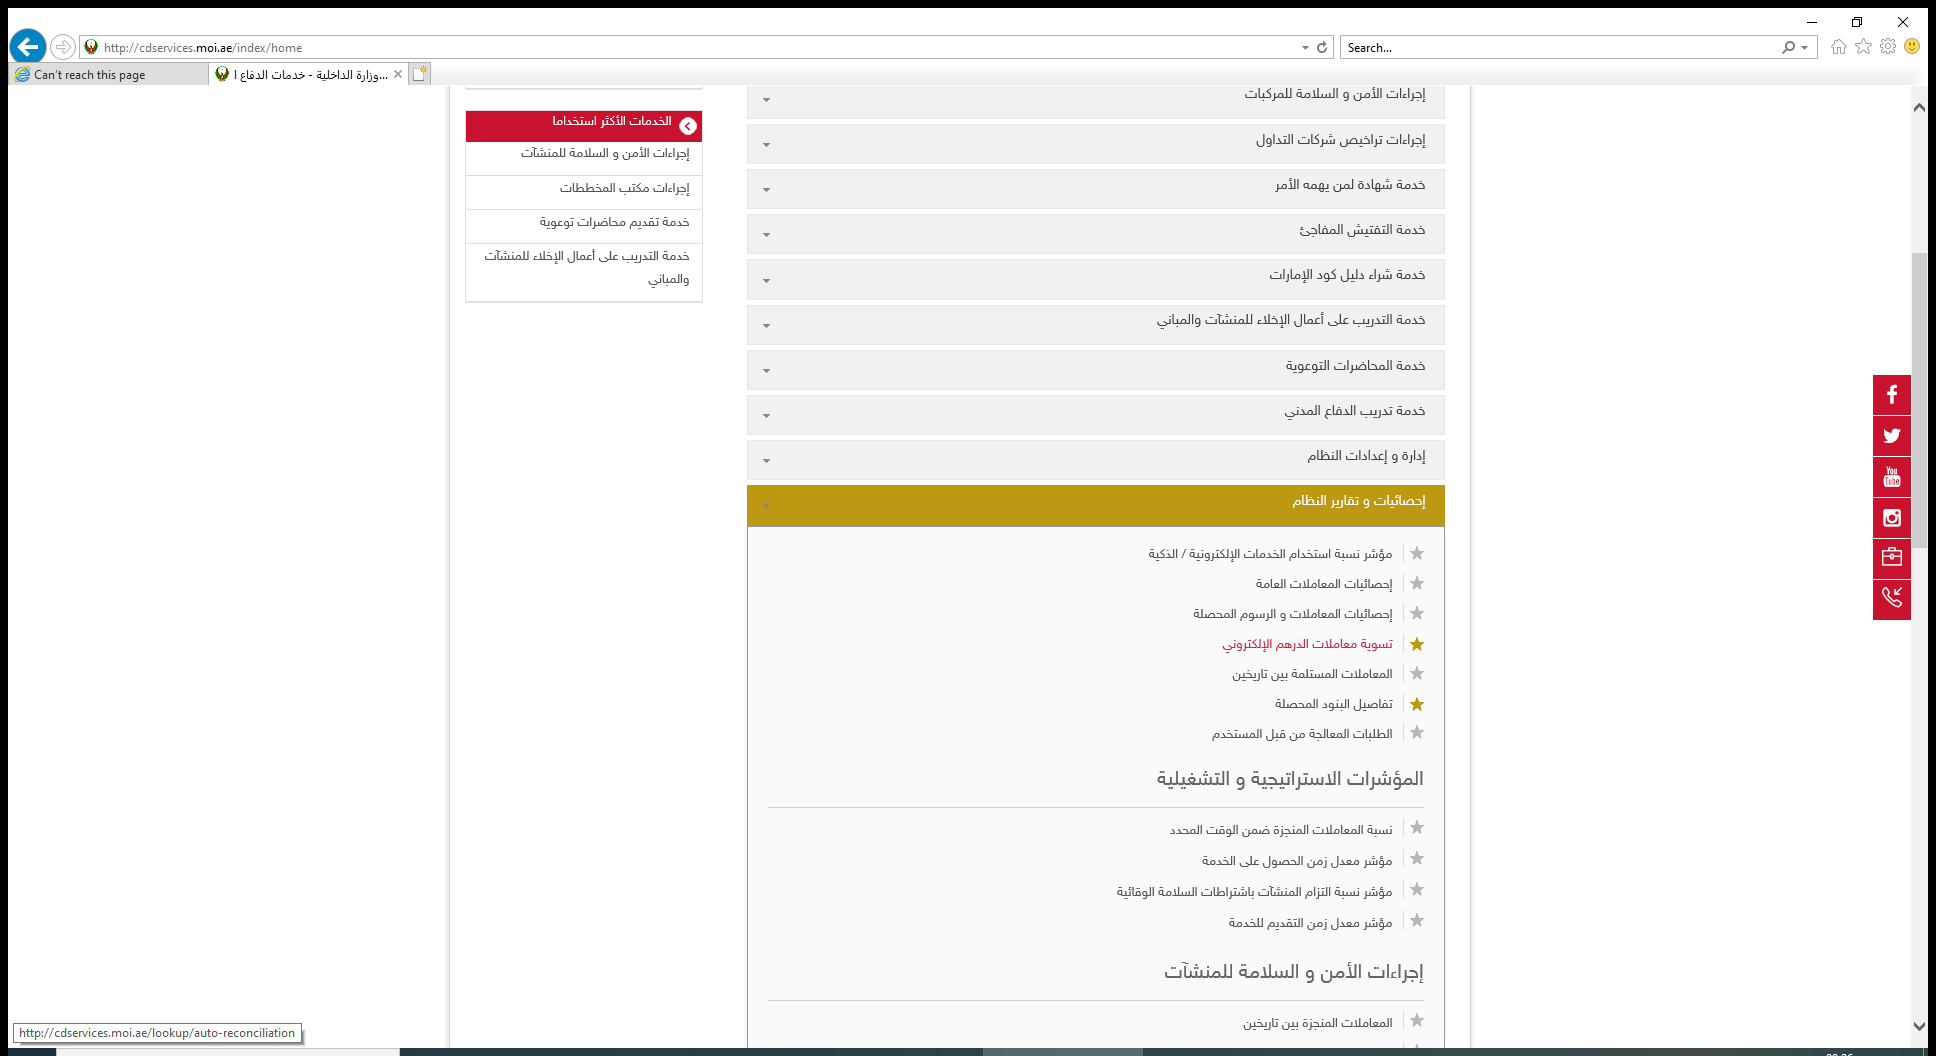 http://cdservices.moi.ae/index/home
Search...
Can't reach this page
وزارة الداخلية - خدمات الدفاع ا...
الخدمات الأكثر استخداما
إجراءات الأمن و السلامة للمنشآت
إجراءات مكتب المخططات
خدمة تقديم محاضرات توعوية
خدمة التدريب على أعمال الإخلاء للمنشآت
والمباني
إجراءات الأمن و السلامة للمركبات
إجراءات تراخيص شركات التداول
خدمة شهادة لمن يهمه الأمر
خدمة التفتيش المفاجئ
خدمة شراء دليل كود الإمارات
خدمة التدريب على أعمال الإخلاء للمنشآت والمباني
خدمة المحاضرات التوعوية
خدمة تدريب الدفاع المدني
إدارة و إعدادات النظام
إحصائيات و تقارير النظام
مؤشر نسبة استخدام الخدمات الإلكترونية / الذكية
إحصائيات المعاملات العامة
إحصائيات المعاملات و الرسوم المحصلة
تسوية معاملات الدرهم الإلكتروني
المعاملات المستلمة بين تاريخين
تفاصيل البنود المحصلة
الطلبات المعالجة من قبل المستخدم
المؤشرات الاستراتيجية و التشغيلية
نسبة المعاملات المنجزة ضمن الوقت المحدد
مؤشر معدل زمن الحصول على الخدمة
مؤشر نسبة التزام المنشآت باشتراطات السلامة الوقائية
مؤشر معدل زمن التقديم للخدمة
إجراءات الأمن و السلامة للمنشآت
المعاملات المنجزة بين تاريخين
You
Tube
http://cdservices.moi.ae/lookup/auto-reconciliation